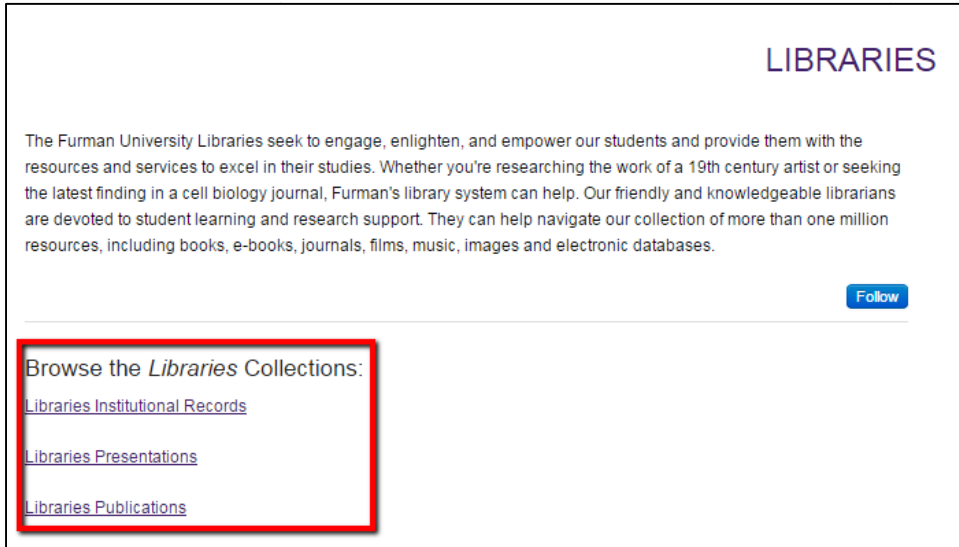 LIBRARIES
The Furman University Libraries seek to engage, enlighten, and empower our students and provide them with the
resources and services to excel in their studies. Whether you're researching the work of a 19th century artist or seeking
the latest finding in a cell biology journal, Furman's library system can help. Our friendly and knowledgeable librarians
are devoted to student learning and research support. They can help navigate our collection of more than one million
resources, including books, e-books, journals, films, music, images and electronic databases.
Follow
Browse the Libraries Collections:
Libraries Institutional Records
Libraries Presentations
Libraries Publications